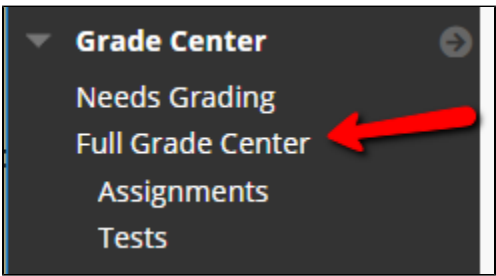 Grade Center
Needs Grading
Full Grade Center
Assignments
Tests